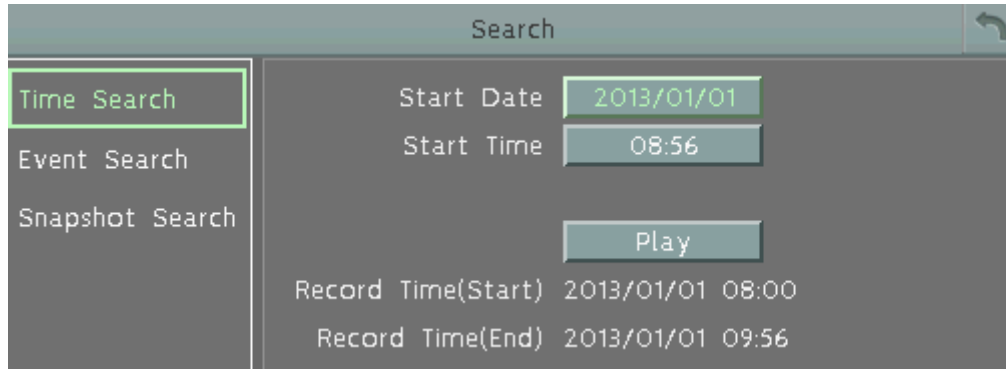 Search
Time Search
Event Search
Snapshot Search
Start Date 2013/01/01
Start Time 08:56
Play
Record Time(Start) 2013/01/01 08:00
Record Time(End) 2013/01/01 09:56